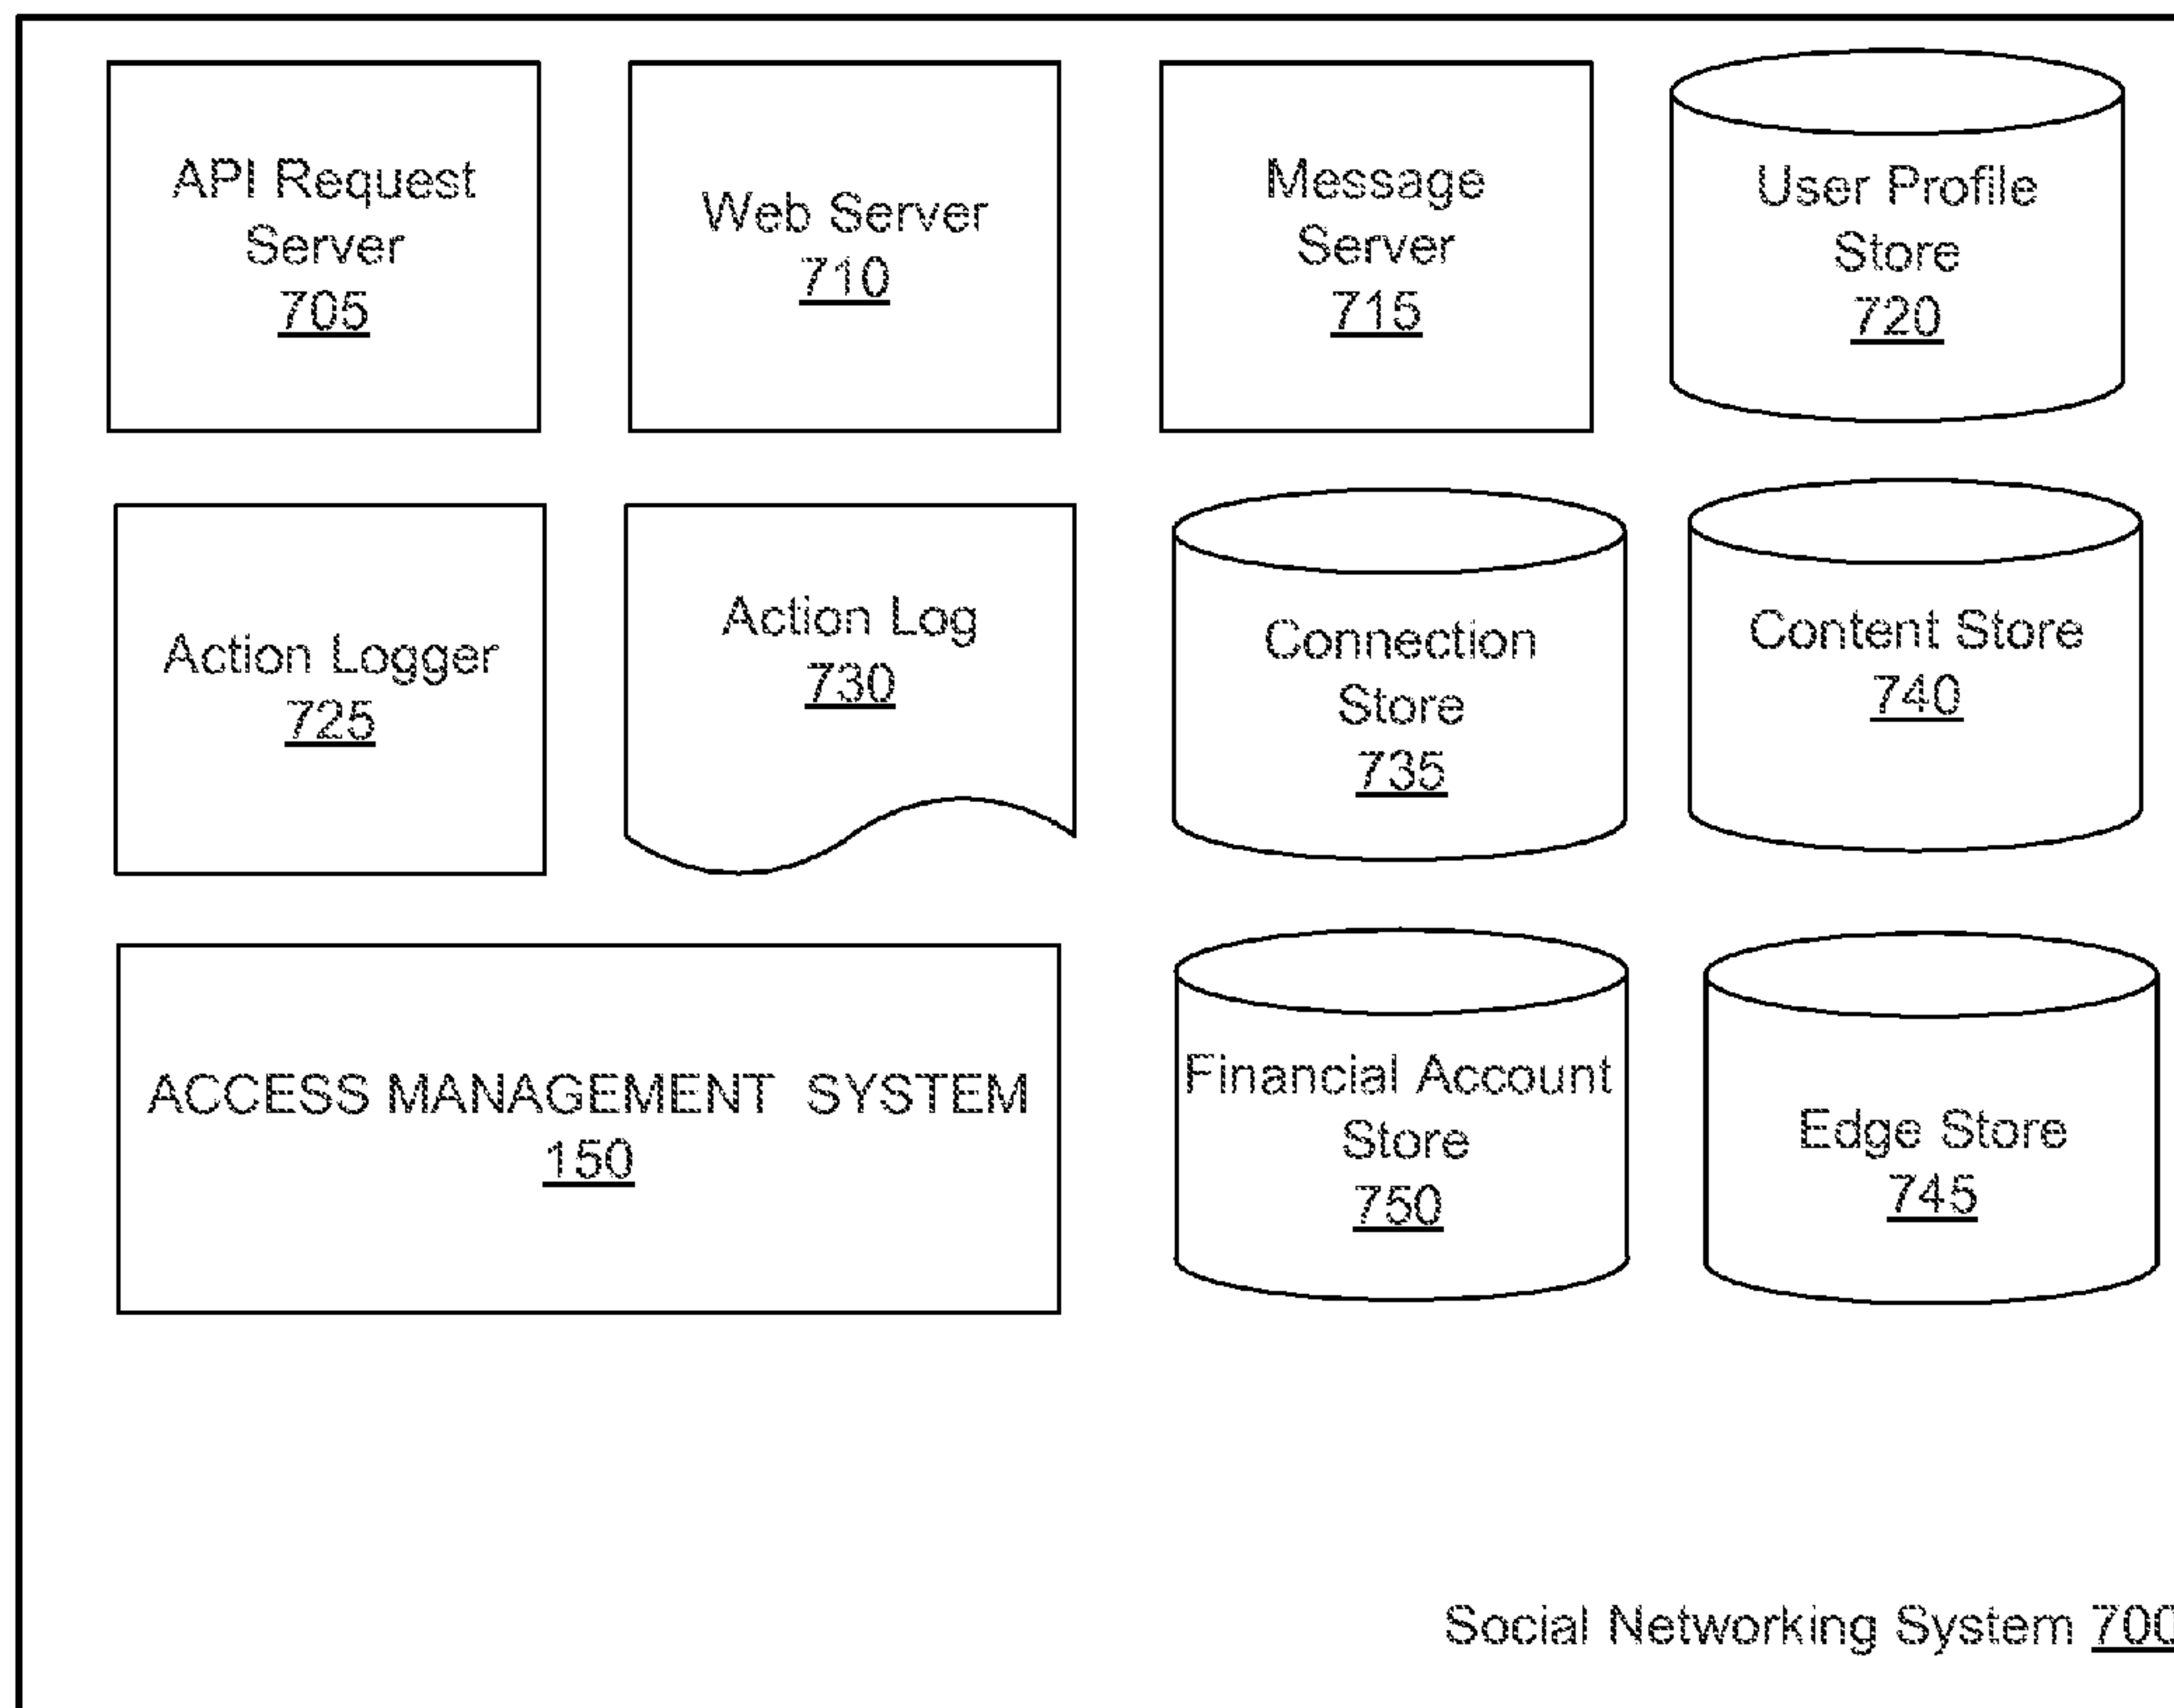 API Request
Server
705
Web Server
710
Message
Server
715
User Profile
Store
720
Action Logger
725
Action Log
730
Connection
Store
735
Content Store
740
ACCESS MANAGEMENT SYSTEM
150
Financial Account
Store
750
Edge Store
745
Social Networking System 700